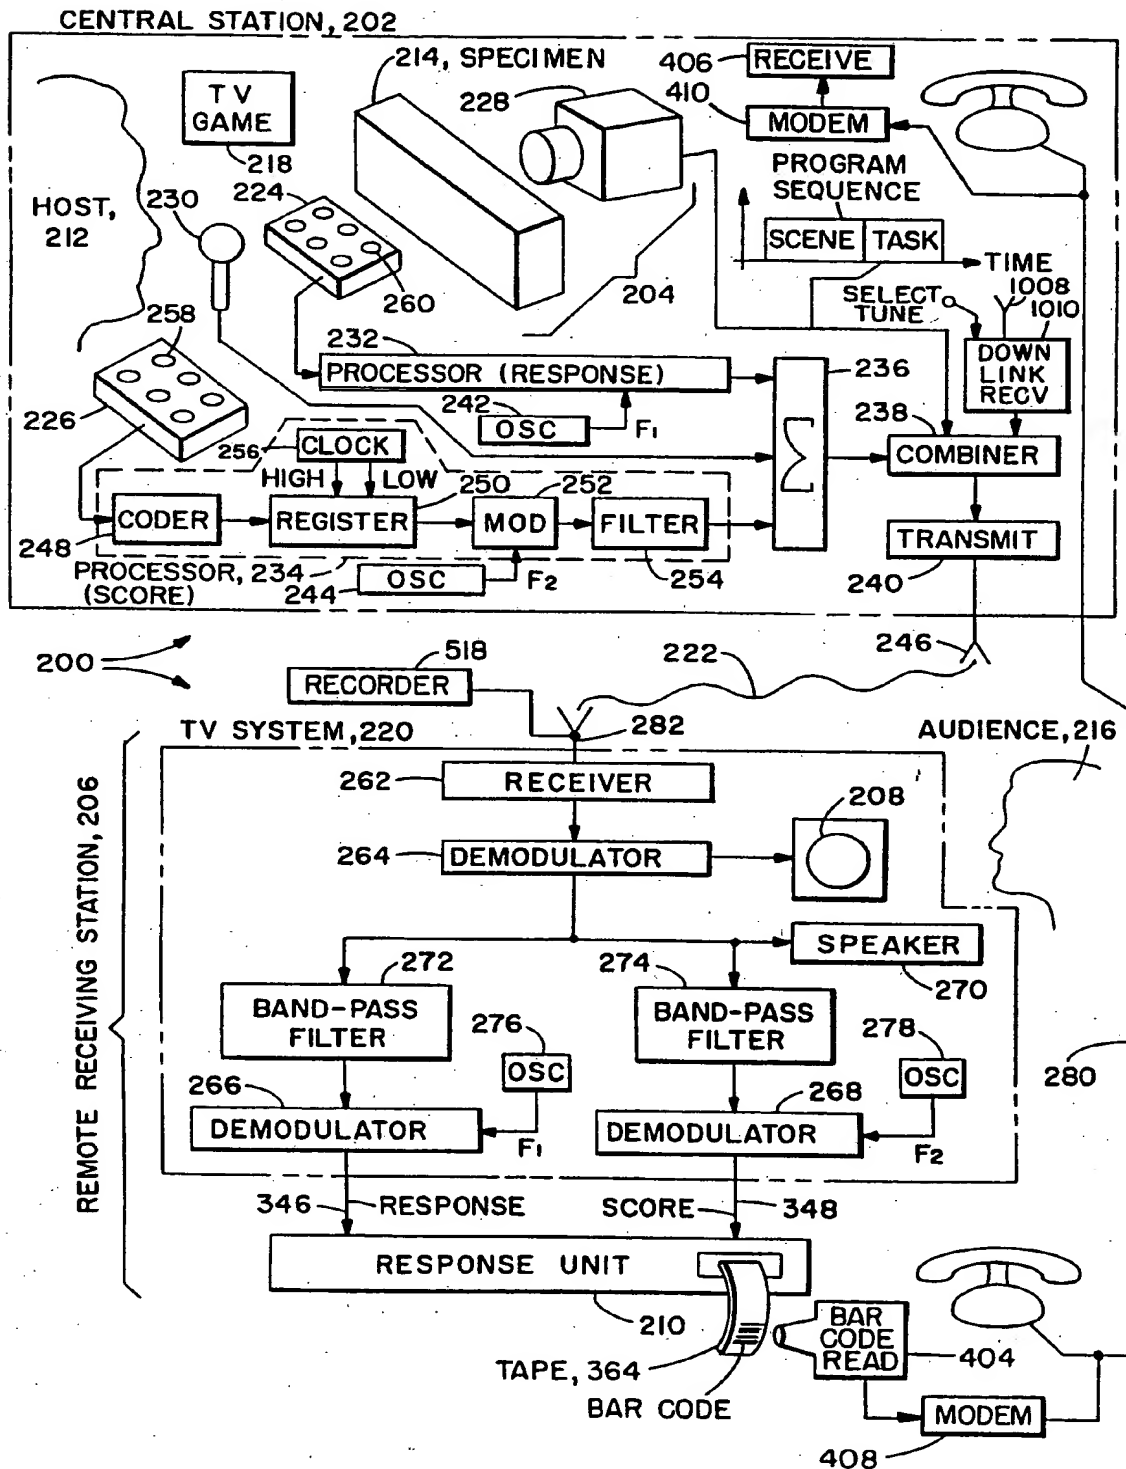 CENTRAL STATION, 202
214, SPECIMEN
406
RECEIVE
TV
GAME
228
410
MODEM
218
PROGRAM
SEQUENCE
230
224
HOST,
212
SCENE
TASK
TIME
260
204
SELECT
TUNE
1008
1010
258
232
DOWN
LINK
RECV
PROCESSOR (RESPONSE)
236
226
242
OSC
F1
238
256
CLOCK
COMBINER
HIGH
LOW
250
252
CODER
REGISTER
MOD
FILTER
TRANSMIT
248
PROCESSOR, 234
(SCORE)
244
OSC
F2
254
240
200
518
222
246
RECORDER
TV SYSTEM, 220
282
AUDIENCE, 216
262
RECEIVER
208
264
DEMODULATOR
REMOTE RECEIVING STATION, 206
SPEAKER
272
274
270
BAND-PASS
FILTER
BAND-PASS
FILTER
276
OSC
278
OSC
280
266
268
DEMODULATOR
F1
DEMODULATOR
F2
346
RESPONSE
SCORE
348
RESPONSE UNIT
210
BAR
CODE
READ
404
TAPE, 364
BAR CODE
MODEM
408